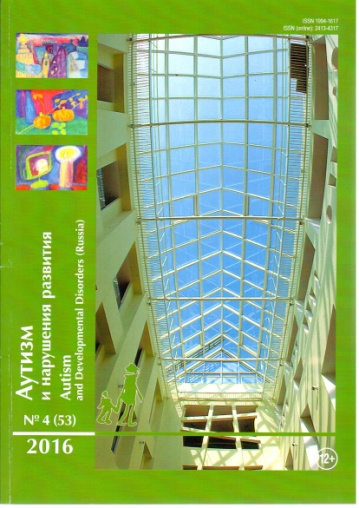 ISSN 1994-1617
ISSN (online): 2413-4317
Аутизм
и нарушения развития
Autism
and Developmental Disorders (Russia)
№ 4 (53)
2016
12+